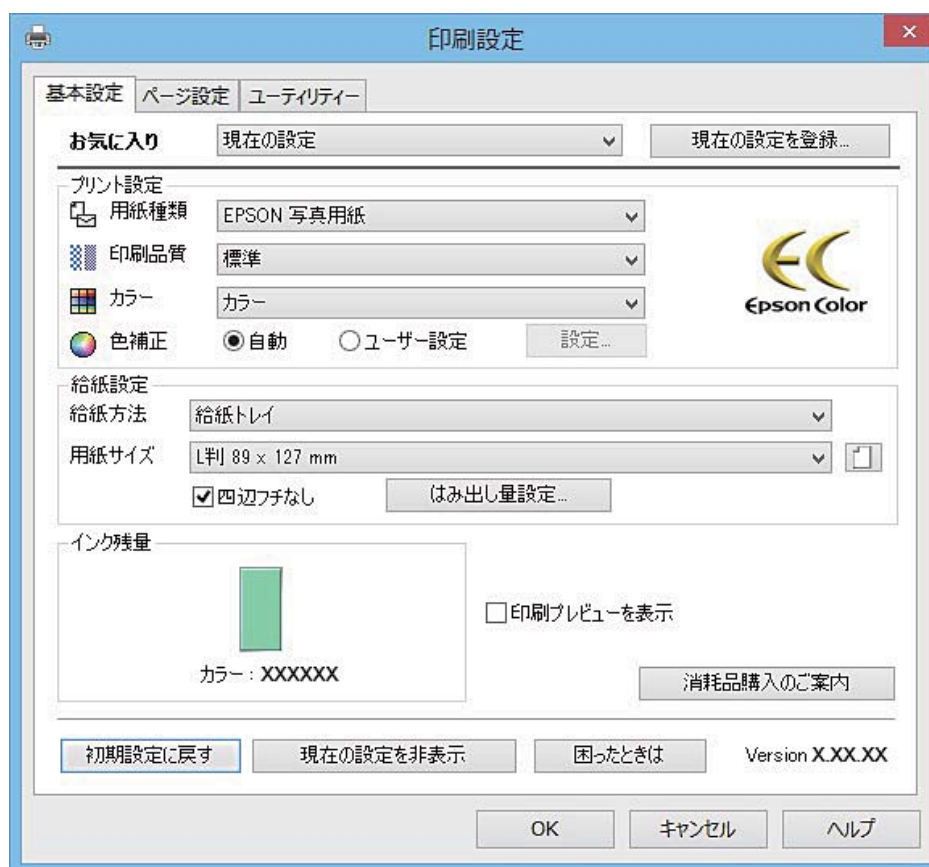 印刷設定
基本設定 ページ設定 ユーティリティー
お気に入り 現在の設定 現在の設定を登録...
プリント設定
用紙種類 EPSON 写真用紙
印刷品質 標準
カラー カラー
EC
Epson Color
色補正 自動 ユーザー設定 設定...
給紙設定
給紙方法 給紙トレイ
用紙サイズ L判 89 x 127 mm
四辺フチなし はみ出し量設定...
インク残量
カラー : XXXXXX
印刷プレビューを表示
消耗品購入のご案内
初期設定に戻す 現在の設定を非表示 困ったときは Version X.XX.XX
OK キャンセル ヘルプ